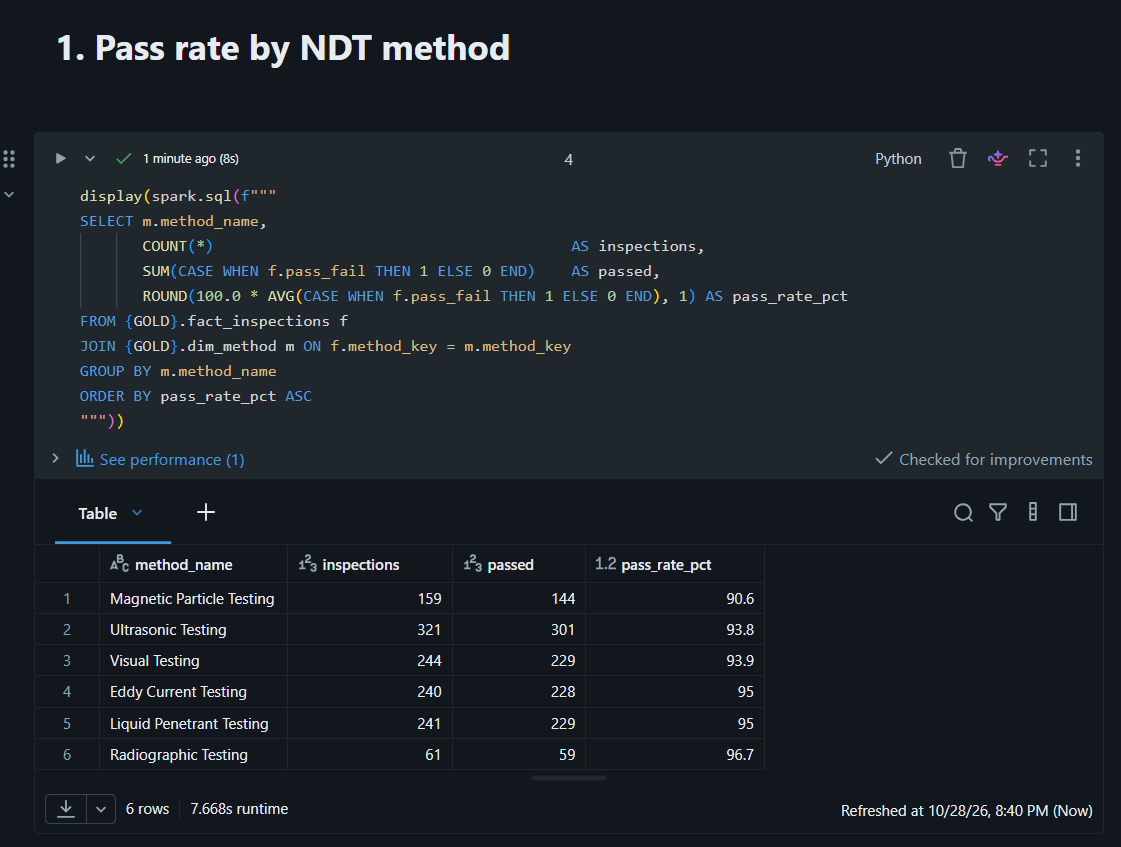 1. Pass rate by NDT method
1 minute ago (8s)
4
Python
display(spark.sql(f"""
SELECT m.method_name,
COUNT(*) AS inspections,
SUM(CASE WHEN f.pass_fail THEN 1 ELSE 0 END) AS passed,
ROUND(100.0 * AVG(CASE WHEN f.pass_fail THEN 1 ELSE 0 END), 1) AS pass_rate_pct
FROM {GOLD}.fact_inspections f
JOIN {GOLD}.dim_method m ON f.method_key = m.method_key
GROUP BY m.method_name
ORDER BY pass_rate_pct ASC
"""))
See performance (1)
Checked for improvements
Table
ABC method_name 123 inspections 123 passed 1.2 pass_rate_pct
1 Magnetic Particle Testing 159 144 90.6
2 Ultrasonic Testing 321 301 93.8
3 Visual Testing 244 229 93.9
4 Eddy Current Testing 240 228 95
5 Liquid Penetrant Testing 241 229 95
6 Radiographic Testing 61 59 96.7
6 rows 7.668s runtime
Refreshed at 10/28/26, 8:40 PM (Now)